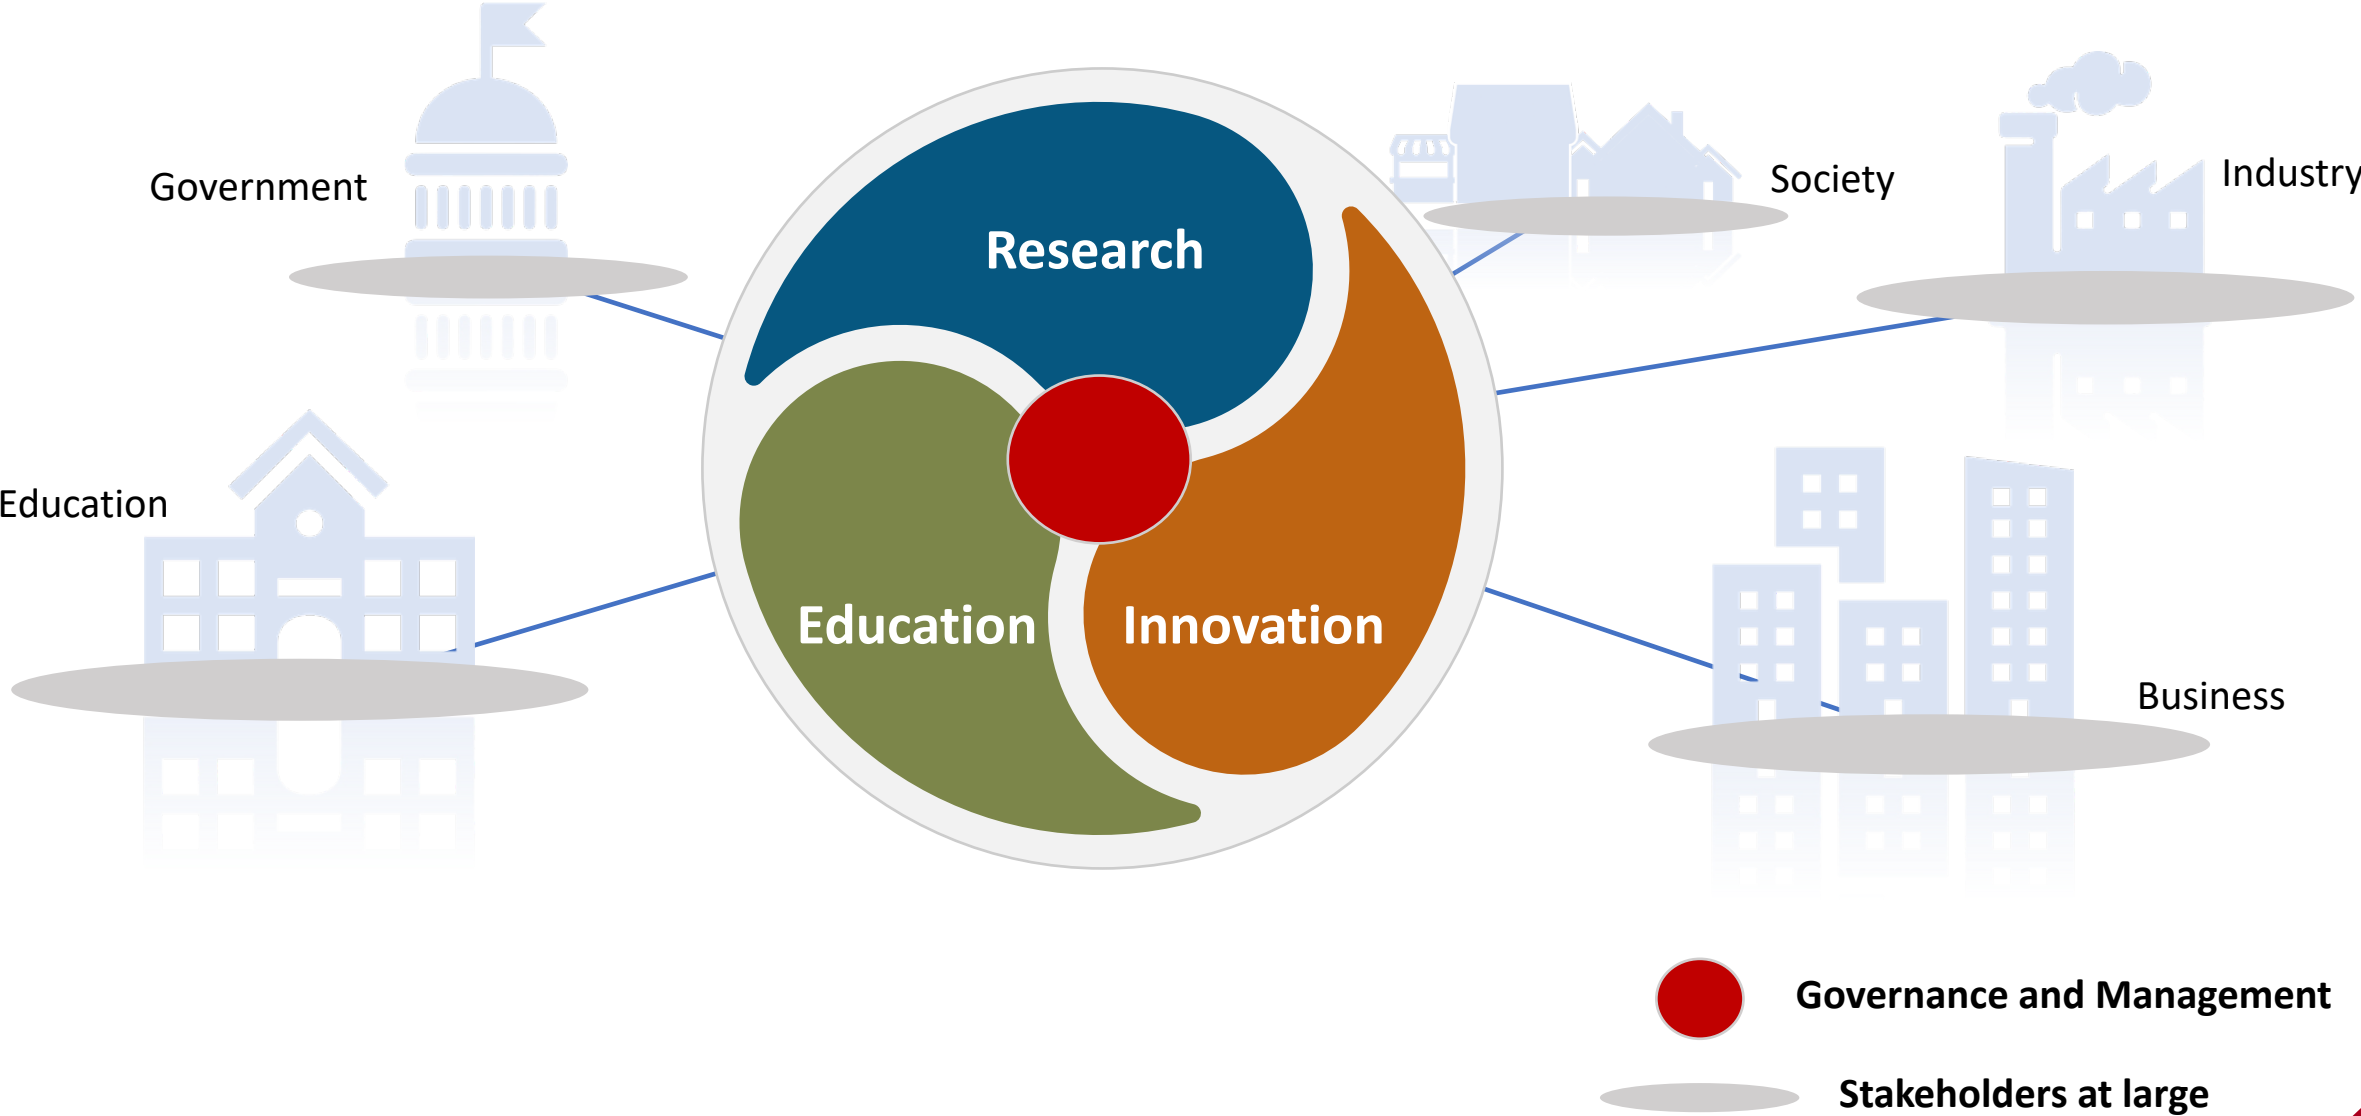 Government
Society
Industry
Research
Education
Education
Innovation
Business
Governance and Management
Stakeholders at large